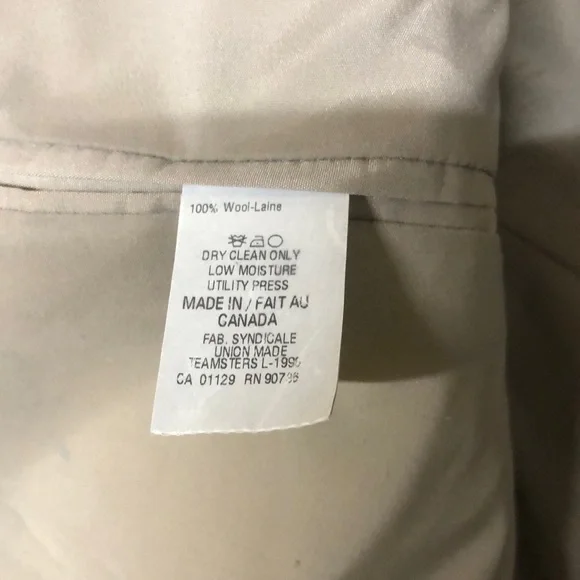 100% Wool-Laine
DRY CLEAN ONLY
LOW MOISTURE
UTILITY PRESS
MADE IN / FAIT AU
CANADA
FAB. SYNDICALE
UNION MADE
TEAMSTERS
CA 01129 RN